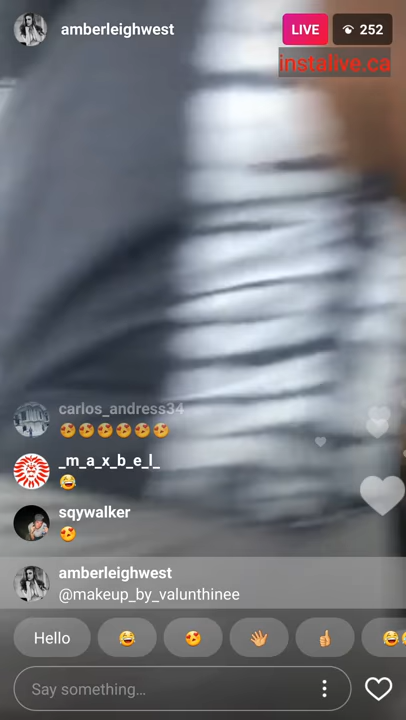 amberleighwest
LIVE
252
instalive.ca
carlos_andress34
_m_a_x_b_e_l_
sqywalker
amberleighwest
@makeup_by_valunthinee
Hello
Say something...